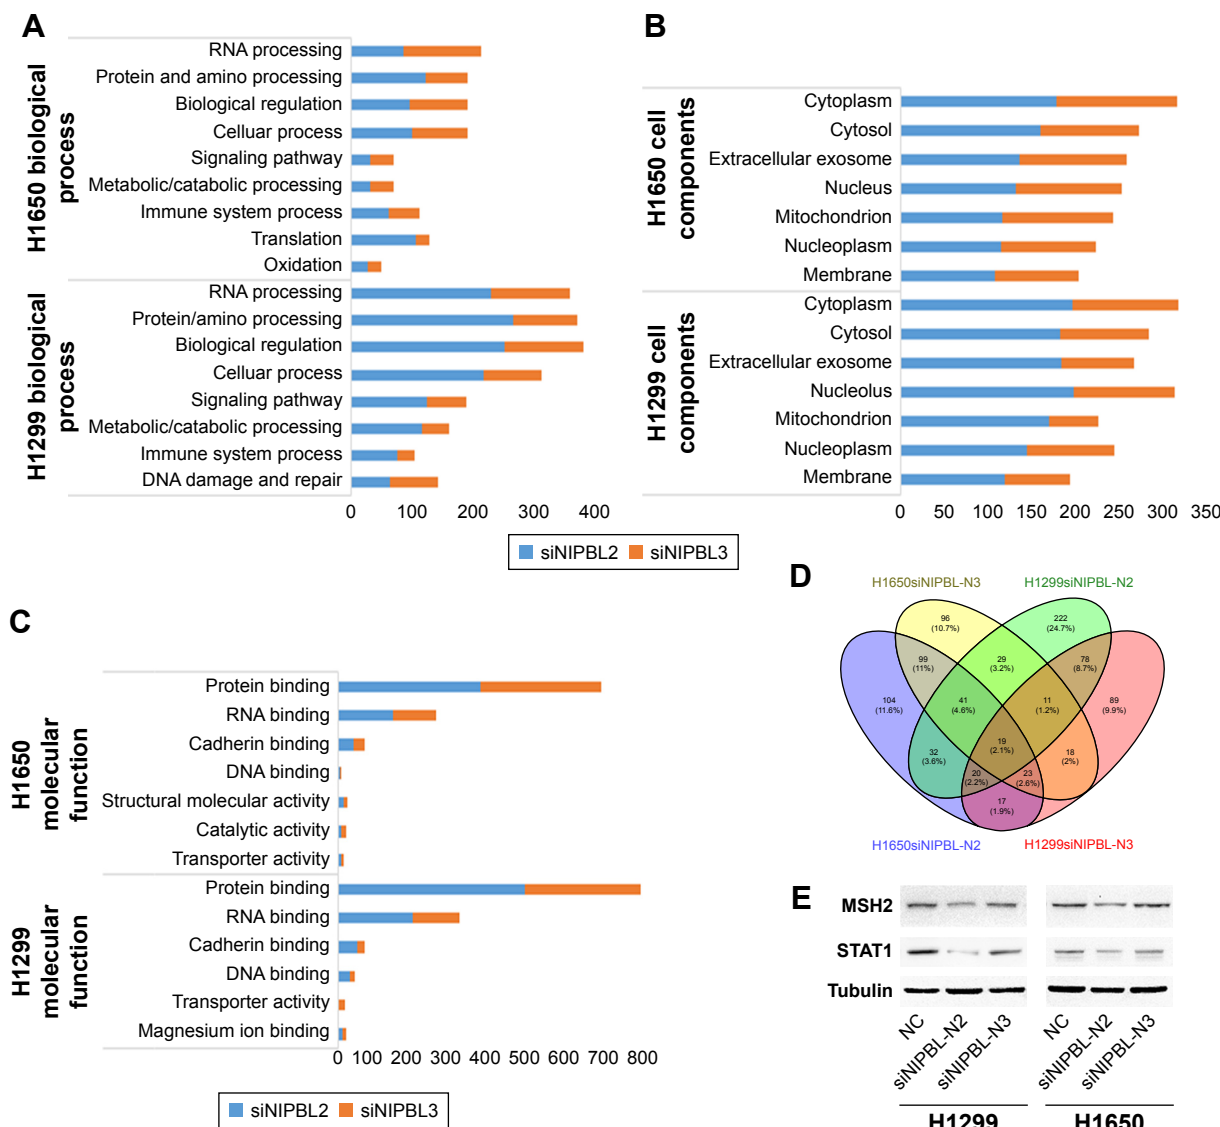 A
H1650 biological
process
RNA processing
Protein and amino processing
Biological regulation
Celluar process
Signaling pathway
Metabolic/catabolic processing
Immune system process
Translation
Oxidation
H1299 biological
process
RNA processing
Protein/amino processing
Biological regulation
Celluar process
Signaling pathway
Metabolic/catabolic processing
Immune system process
DNA damage and repair
0 100 200 300 400
B
H1650 cell
components
Cytoplasm
Cytosol
Extracellular exosome
Nucleus
Mitochondrion
Nucleoplasm
Membrane
H1299 cell
components
Cytoplasm
Cytosol
Extracellular exosome
Nucleolus
Mitochondrion
Nucleoplasm
Membrane
0 50 100 150 200 250 300 350
siNIPBL2 siNIPBL3
C
H1650
molecular
function
Protein binding
RNA binding
Cadherin binding
DNA binding
Structural molecular activity
Catalytic activity
Transporter activity
H1299
molecular
function
Protein binding
RNA binding
Cadherin binding
DNA binding
Transporter activity
Magnesium ion binding
0 100 200 300 400 500 600 700 800
siNIPBL2 siNIPBL3
D
H1650siNIPBL-N3 H1299siNIPBL-N2
96
(10.7%)
222
(24.7%)
99
(11%)
29
(3.2%)
78
(8.7%)
104
(11.6%)
41
(4.6%)
11
(1.2%)
89
(9.9%)
19
(2.1%)
32
(3.6%)
18
(2%)
20
(2.2%)
23
(2.6%)
17
(1.9%)
H1650siNIPBL-N2 H1299siNIPBL-N3
E
MSH2
STAT1
Tubulin
NC siNIPBL-N2 siNIPBL-N3 NC siNIPBL-N2 siNIPBL-N3
H1299 H1650